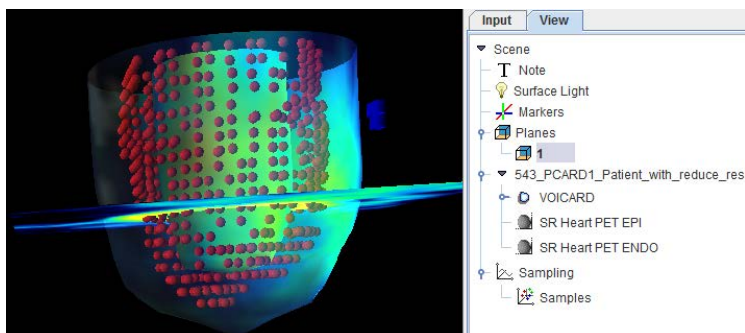 Input
View
Scene
Note
Surface Light
Markers
Planes
1
543_PCARD1_Patient_with_reduce_res
VOICARD
SR Heart PET EPI
SR Heart PET ENDO
Sampling
Samples